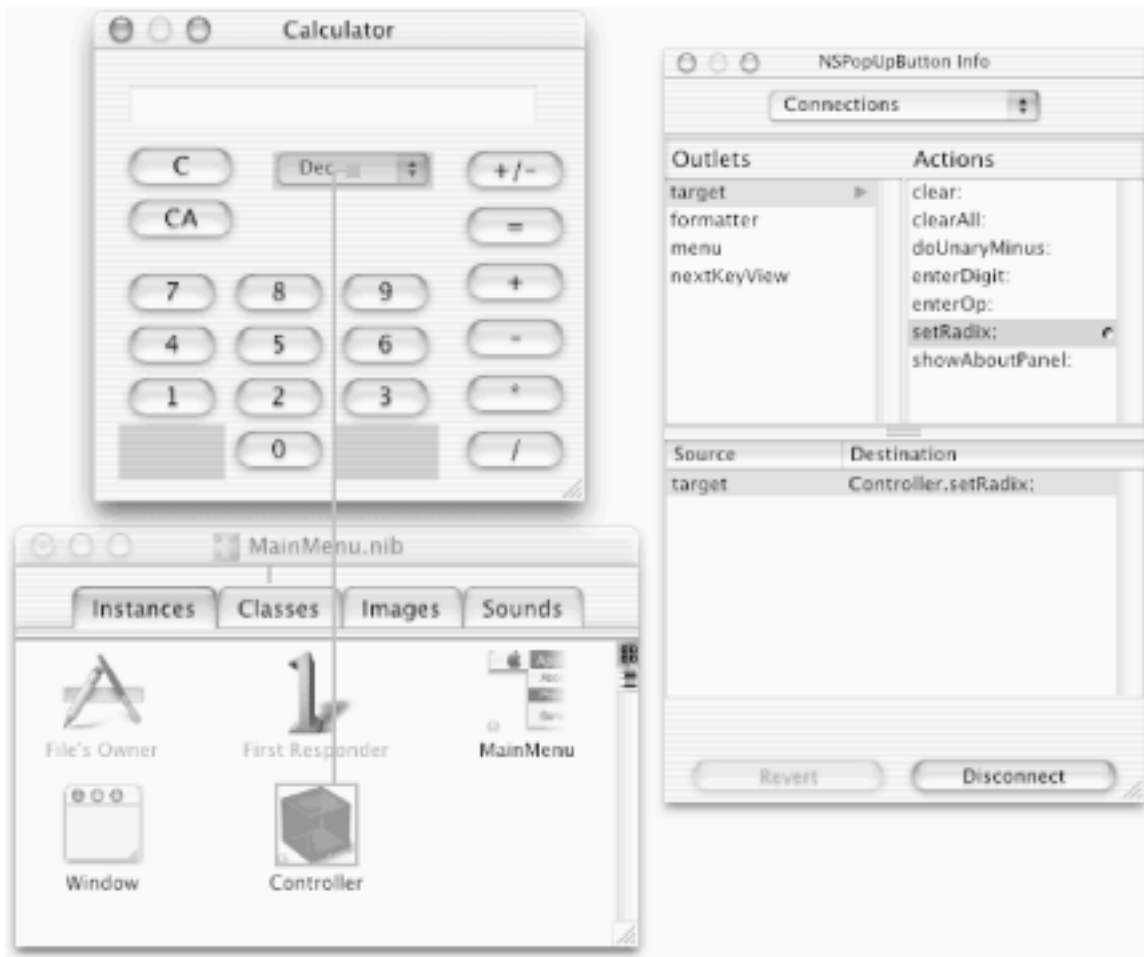 Calculator
C
Dec
+/-
CA
=
7
8
9
+
4
5
6
-
1
2
3
*
0
/
NSPopUpButton Info
Connections
Outlets
Actions
target
clear:
formatter
clearAll:
menu
doUnaryMinus:
nextKeyView
enterDigit:
enterOp:
setRadix:
showAboutPanel:
Source
Destination
target
Controller.setRadix:
Revert
Disconnect
MainMenu.nib
Instances
Classes
Images
Sounds
File's Owner
First Responder
MainMenu
Window
Controller